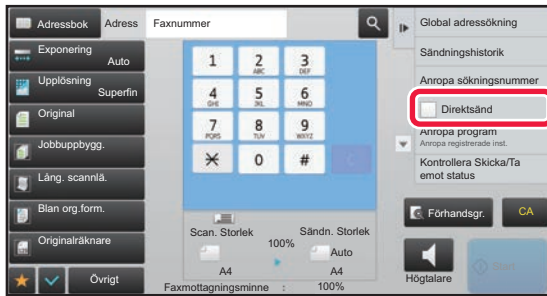 Adressbok
Adress
Faxnummer
Exponering
Auto
Upplösning
Superfin
Original
Jobbuppbygg.
Lång. scannlä.
Blan org.form.
Originalräknare
Övrigt
1
2 ABC
3 DEF
4 GHI
5 JKL
6 MNO
7 PQRS
8 TUV
9 WXYZ
0
#
C
Scan. Storlek
100%
Sändn. Storlek
Auto
A4
A4
Faxmottagningsminne : 100%
Global adressökning
Sändningshistorik
Anropa sökningsnummer
Direktsänd
Anropa program
Anropa registrerade inst.
Kontrollera Skicka/Ta
emot status
Förhandsgr.
CA
Högtalare
Start